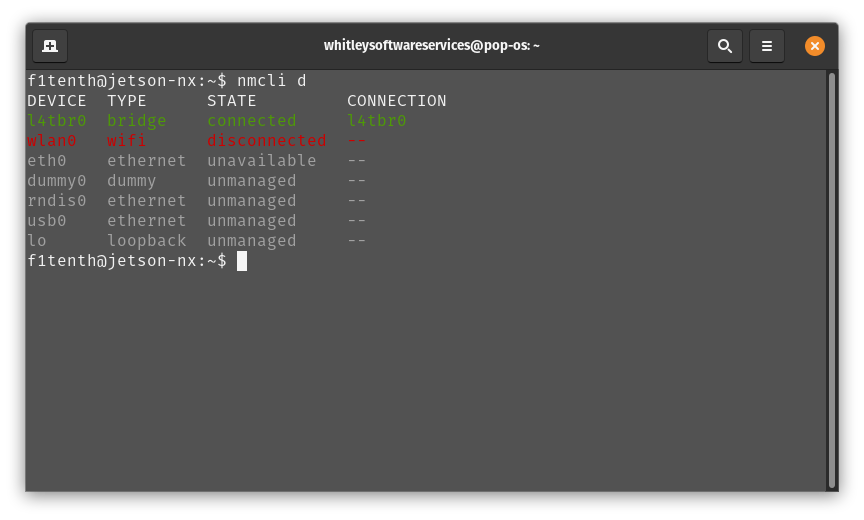 whitleysoftwareservices@pop-os: ~
f1tenth@jetson-nx:~$ nmcli d
DEVICE  TYPE      STATE         CONNECTION
l4tbr0  bridge    connected     l4tbr0
wlan0   wifi      disconnected  --
eth0    ethernet  unavailable   --
dummy0  dummy     unmanaged     --
rndis0  ethernet  unmanaged     --
usb0    ethernet  unmanaged     --
lo      loopback  unmanaged     --
f1tenth@jetson-nx:~$